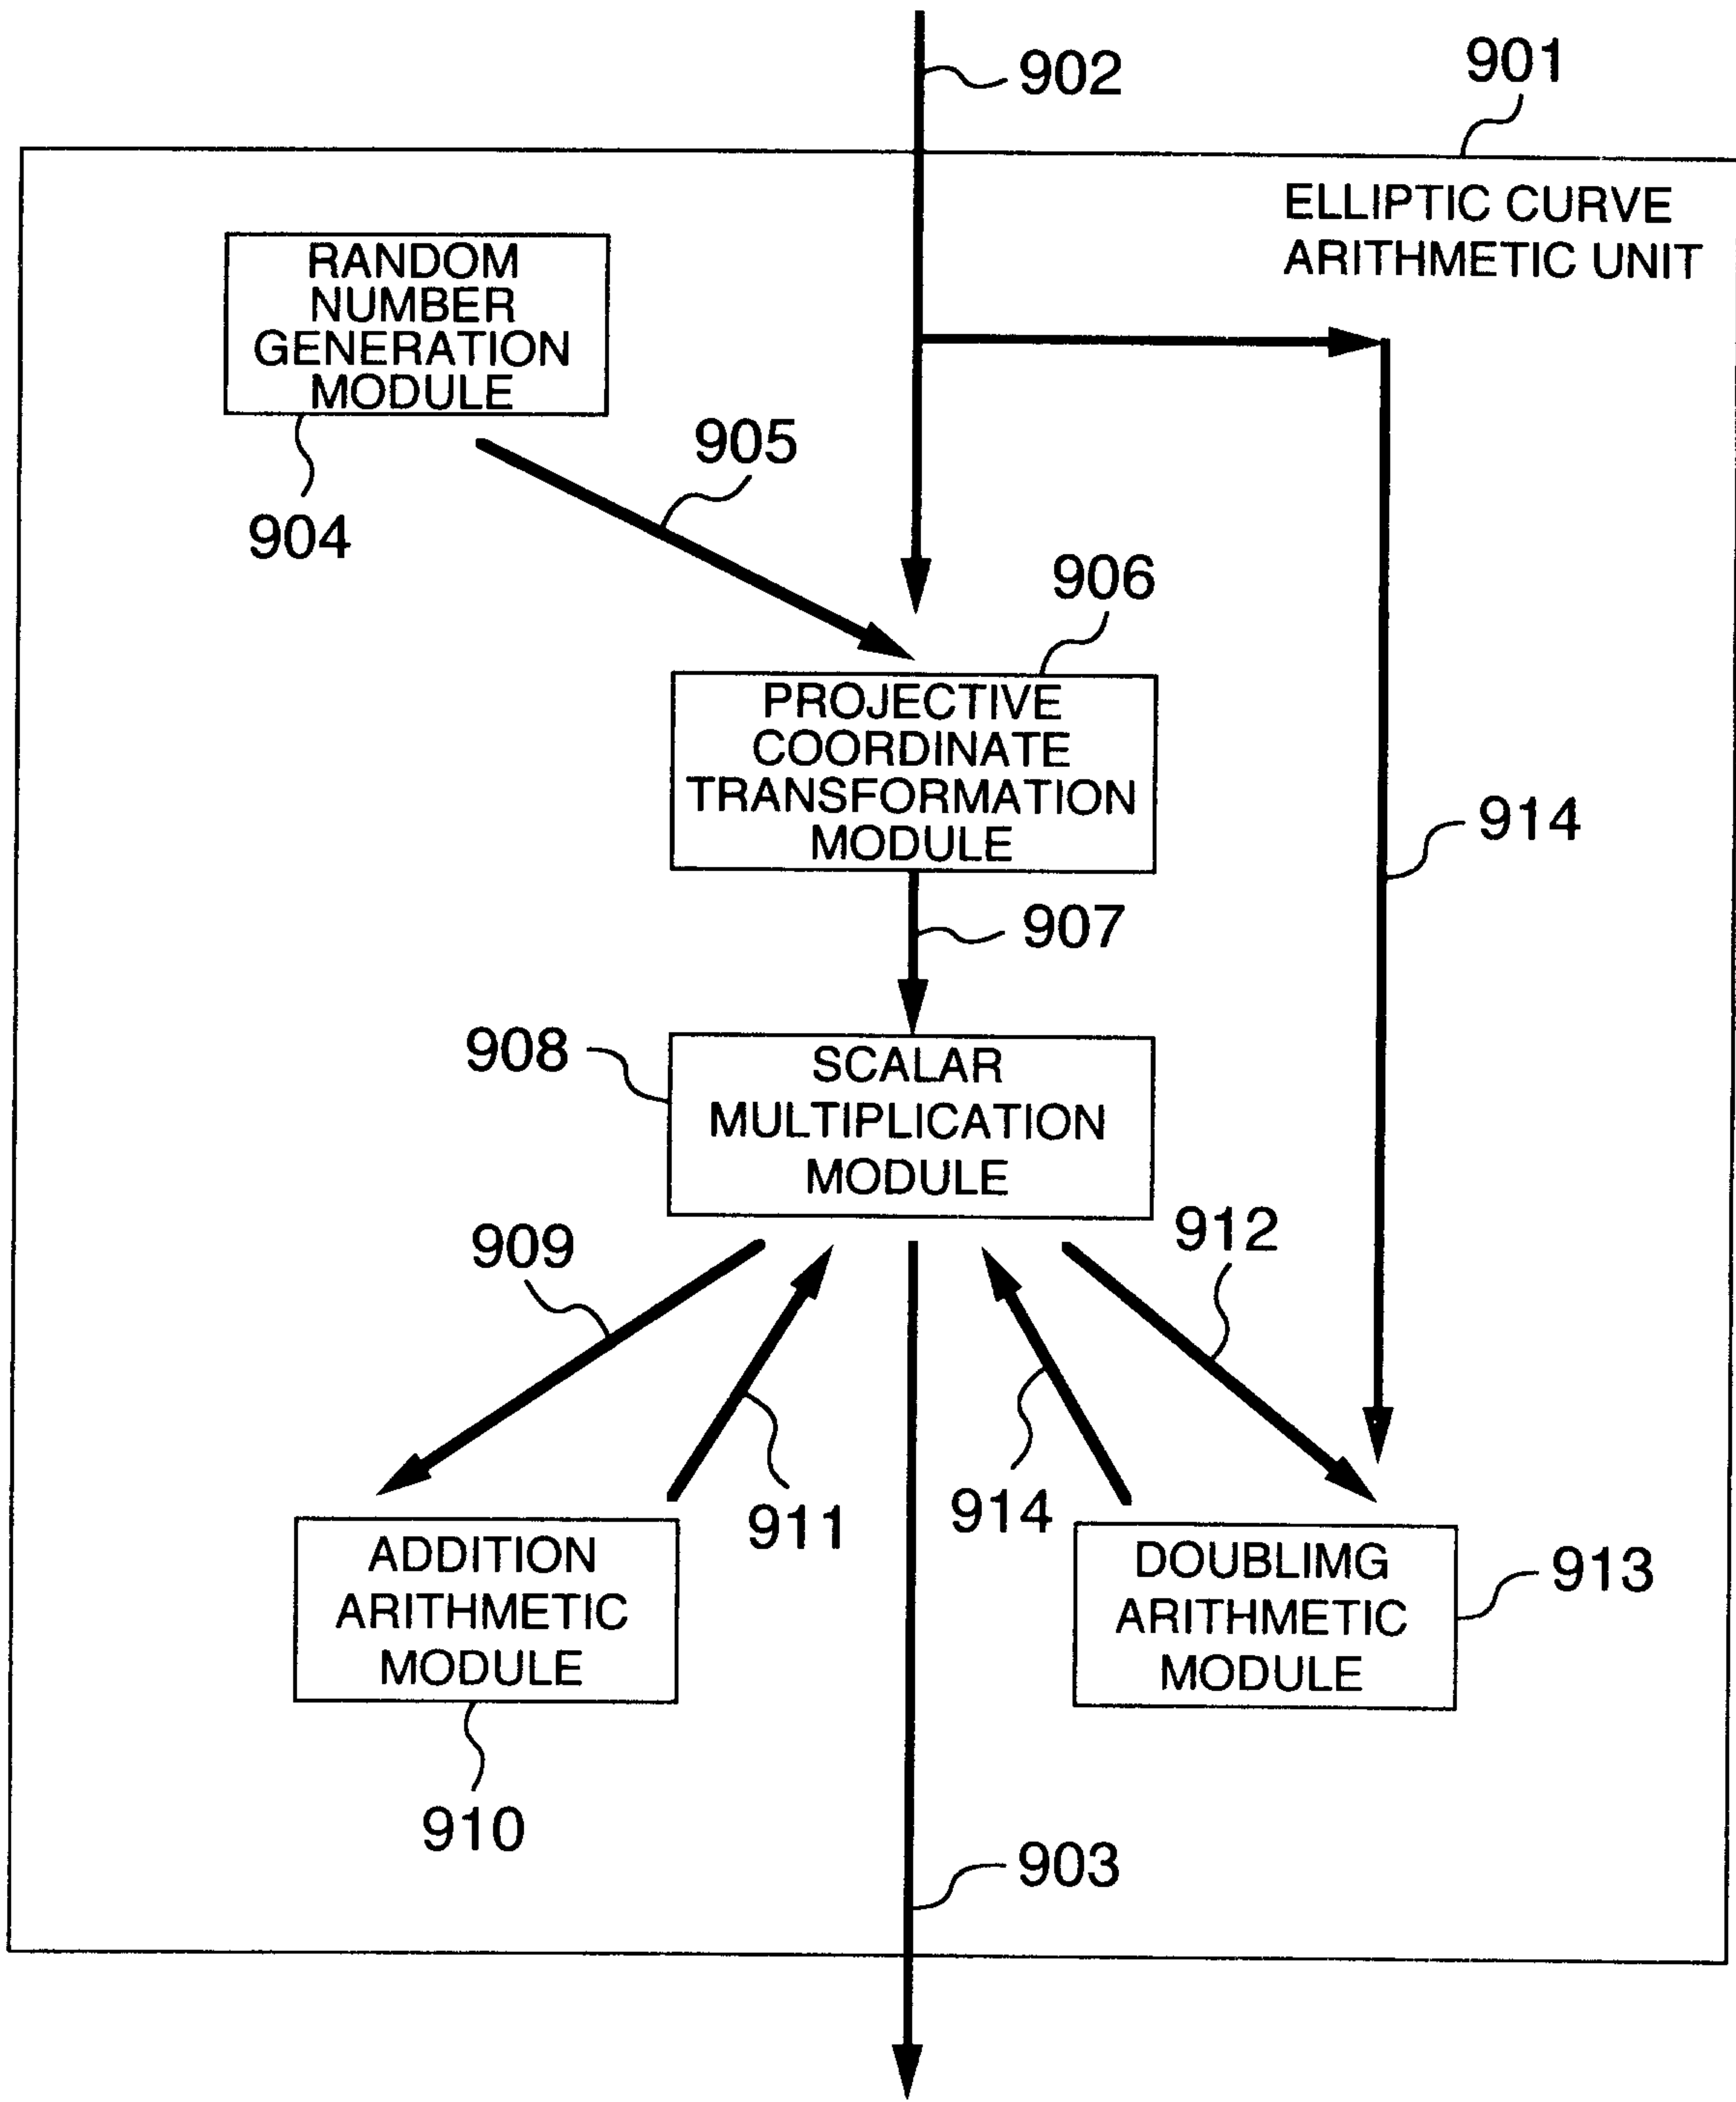 902
901
ELLIPTIC CURVE
ARITHMETIC UNIT
RANDOM
NUMBER
GENERATION
MODULE
905
904
906
PROJECTIVE
COORDINATE
TRANSFORMATION
MODULE
914
907
908
SCALAR
MULTIPLICATION
MODULE
912
909
911
914
ADDITION
ARITHMETIC
MODULE
DOUBLIMG
ARITHMETIC
MODULE
913
910
903